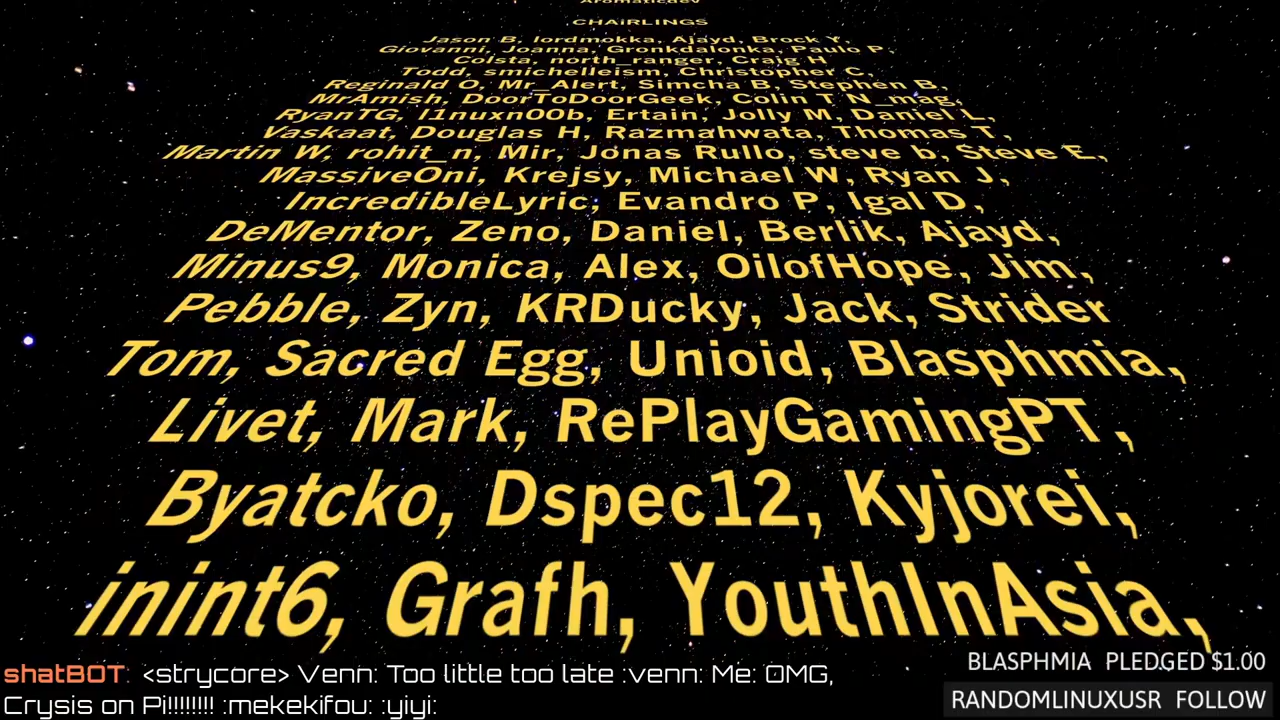 Aromaticdev
CHAIRLINGS
Jason B, lordmokka, Ajayd, Brock Y,
Giovanni, Joanna, Gronkdalonka, Paulo P,
Colsta, north_ranger, Craig H
Todd, smichelleism, Christopher C,
Reginald O, Mr_Alert, Simcha B, Stephen B,
MrAmish, DoorToDoorGeek, Colin T N_mag,
RyanTG, l1nuxn00b, Ertain, Jolly M, Daniel L,
Vaskaat, Douglas H, Razmahwata, Thomas T,
Martin W, rohit_n, Mir, Jonas Rullo, steve b, Steve E,
MassiveOni, Krejsy, Michael W, Ryan J,
IncredibleLyric, Evandro P, Igal D,
DeMentor, Zeno, Daniel, Berlik, Ajayd,
Minus9, Monica, Alex, OilofHope, Jim,
Pebble, Zyn, KRDucky, Jack, Strider
Tom, Sacred Egg, Unioid, Blasphmia,
Livet, Mark, RePlayGamingPT,
Byatcko, Dspec12, Kyjorei,
inint6, Grafh, YouthInAsia,
shatBOT: <strycore> Venn: Too little too late :venn: Me: OMG,
Crysis on Pi!!!!!!!! :mekekifou: :yiyi:
BLASPHMIA PLEDGED $1.00
RANDOMLINUXUSR FOLLOW